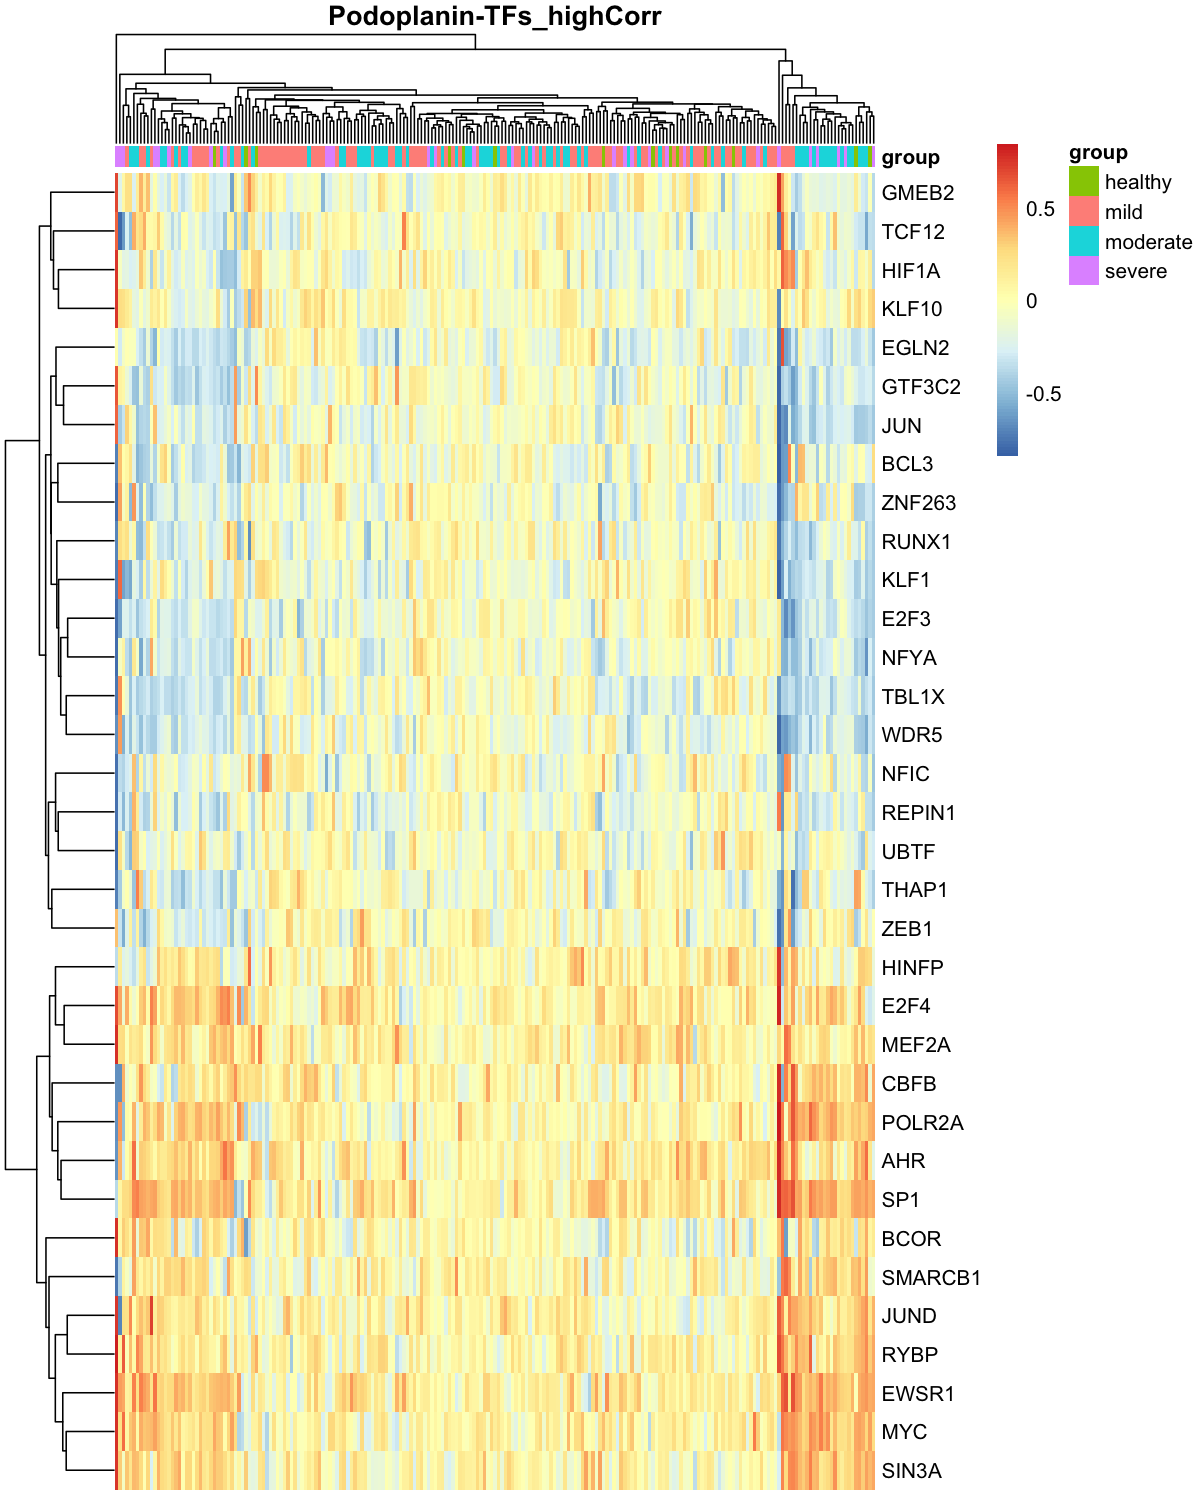 Podoplanin-TFs_highCorr
group
GMEB2
TCF12
HIF1A
KLF10
EGLN2
GTF3C2
JUN
BCL3
ZNF263
RUNX1
KLF1
E2F3
NFYA
TBL1X
WDR5
NFIC
REPIN1
UBTF
THAP1
ZEB1
HINFP
E2F4
MEF2A
CBFB
POLR2A
AHR
SP1
BCOR
SMARCB1
JUND
RYBP
EWSR1
MYC
SIN3A
0.5
0
-0.5
group
healthy
mild
moderate
severe